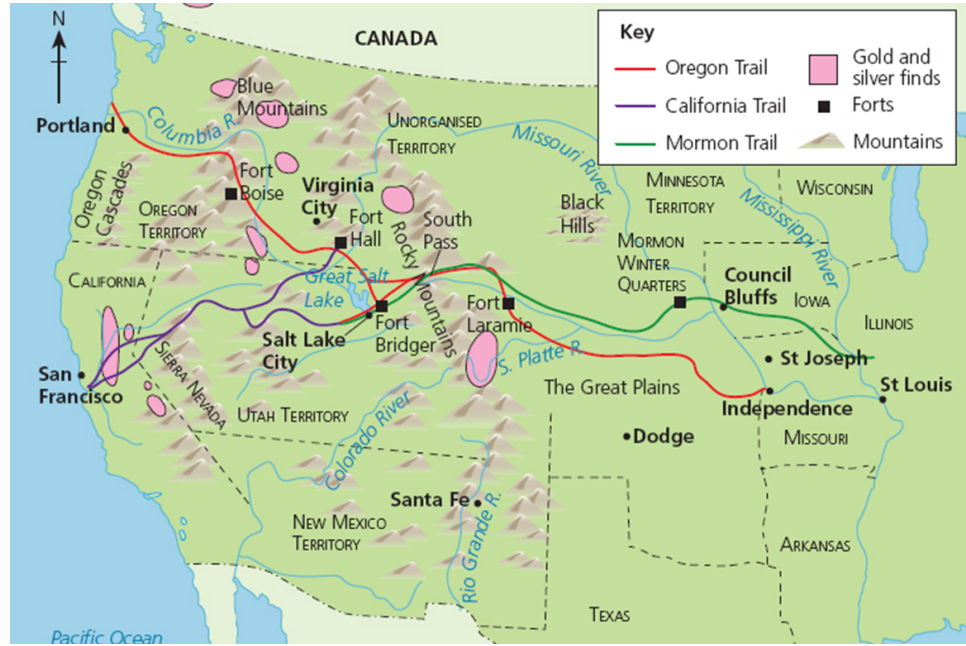 N
CANADA
Key
Oregon Trail
California Trail
Mormon Trail
Gold and
silver finds
Forts
Mountains
Blue
Mountains
Portland
Columbia R.
UNORGANISED
TERRITORY
Missouri River
MINNESOTA
TERRITORY
WISCONSIN
Mississippi River
Oregon
Cascades
Fort
Boise
Virginia
City
OREGON
TERRITORY
Fort
Hall
South
Pass
Black
Hills
MORMON
WINTER
QUARTERS
Council
Bluffs
IOWA
ILLINOIS
CALIFORNIA
Great Salt
Lake
Rocky
Mountains
Fort
Laramie
Salt Lake
City
Fort
Bridger
S. Platte R.
St Joseph
St Louis
San
Francisco
SIERRA NEVADA
UTAH TERRITORY
Colorado River
The Great Plains
Independence
MISSOURI
Dodge
Santa Fe
NEW MEXICO
TERRITORY
Rio Grande R.
ARKANSAS
TEXAS
Pacific Ocean